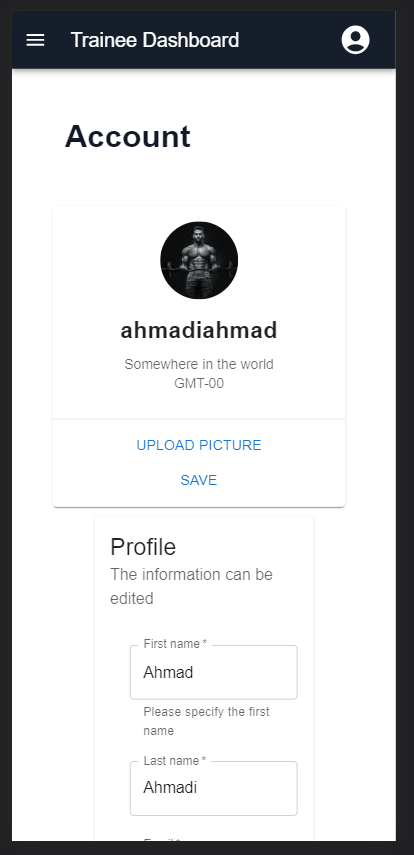 Trainee Dashboard
Account
ahmadiahmad
Somewhere in the world
GMT-00
UPLOAD PICTURE
SAVE
Profile
The information can be
edited
First name *
Ahmad
Please specify the first
name
Last name *
Ahmadi